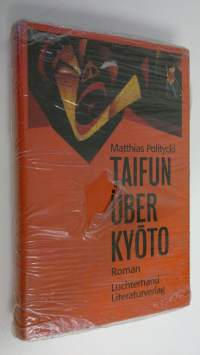 Matthias Politycki
TAIFUN
ÜBER
KYŌTO
Roman
Luchterhand
Literaturverlag